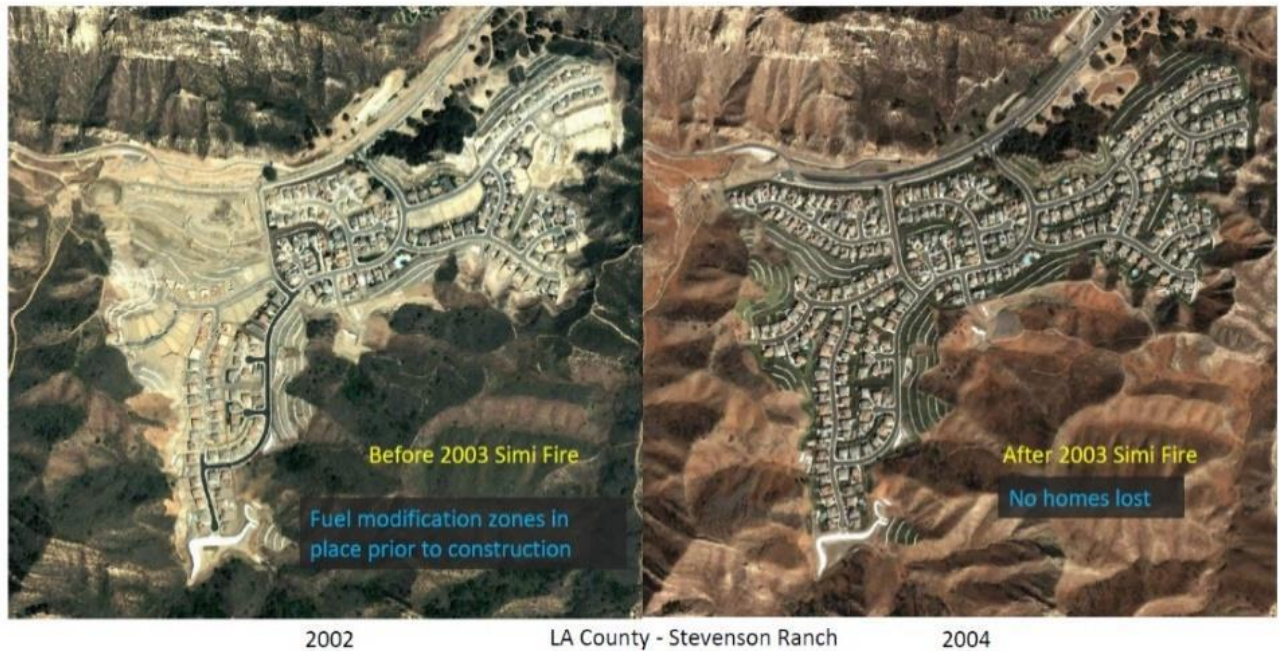 Before 2003 Simi Fire
Fuel modification zones in
place prior to construction
After 2003 Simi Fire
No homes lost
2002
LA County - Stevenson Ranch
2004